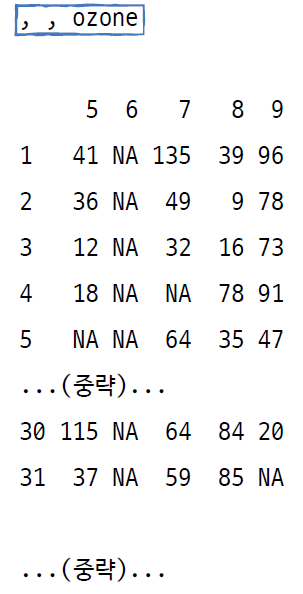 , , ozone
5 6 7 8 9
1 41 NA 135 39 96
2 36 NA 49 9 78
3 12 NA 32 16 73
4 18 NA NA 78 91
5 NA NA 64 35 47
...(중략)...
30 115 NA 64 84 20
31 37 NA 59 85 NA
...(중략)...